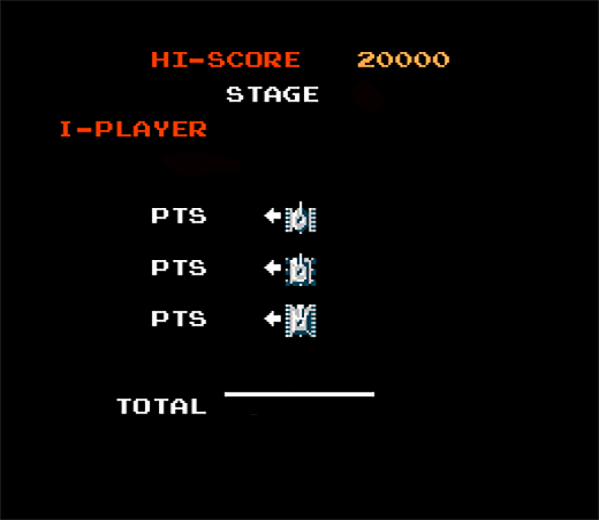 HI-SCORE 20000
STAGE
I-PLAYER
PTS
PTS
PTS
TOTAL